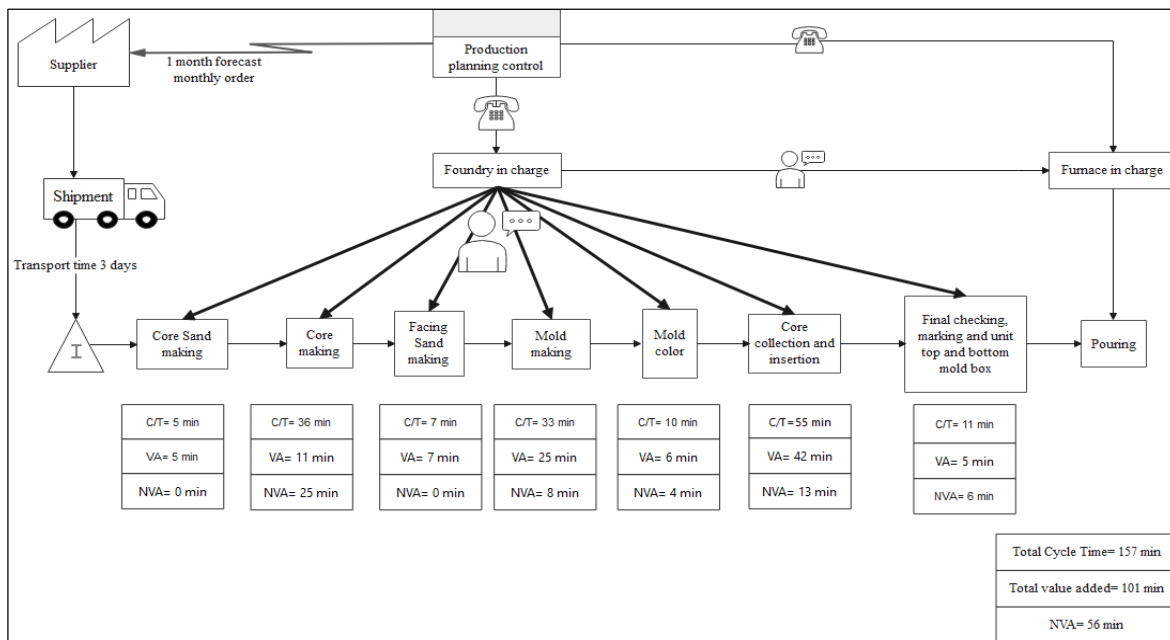 Supplier
1 month forecast
monthly order
Production
planning control
Foundry in charge
Furnace in charge
Shipment
Transport time 3 days
I
Core Sand
making
Core
making
Facing
Sand
making
Mold
making
Mold
color
Core
collection and
insertion
Final checking,
marking and unit
top and bottom
mold box
Pouring
C/T= 5 min
VA= 5 min
NVA= 0 min
C/T= 36 min
VA= 11 min
NVA= 25 min
C/T= 7 min
VA= 7 min
NVA= 0 min
C/T= 33 min
VA= 25 min
NVA= 8 min
C/T= 10 min
VA= 6 min
NVA= 4 min
C/T=55 min
VA= 42 min
NVA= 13 min
C/T= 11 min
VA= 5 min
NVA= 6 min
Total Cycle Time= 157 min
Total value added= 101 min
NVA= 56 min